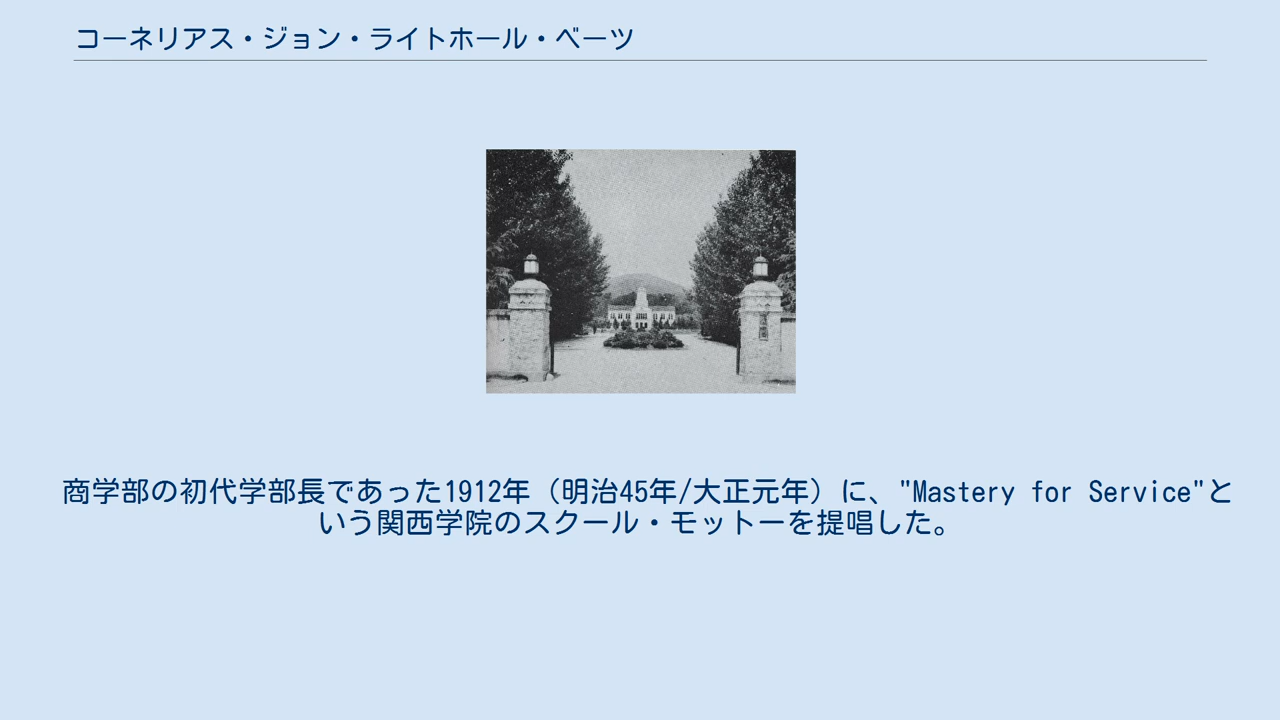 コーネリアス・ジョン・ライトホール・ベーツ
商学部の初代学部長であった1912年（明治45年/大正元年）に、"Mastery for Service"と
いう関西学院のスクール・モットーを提唱した。